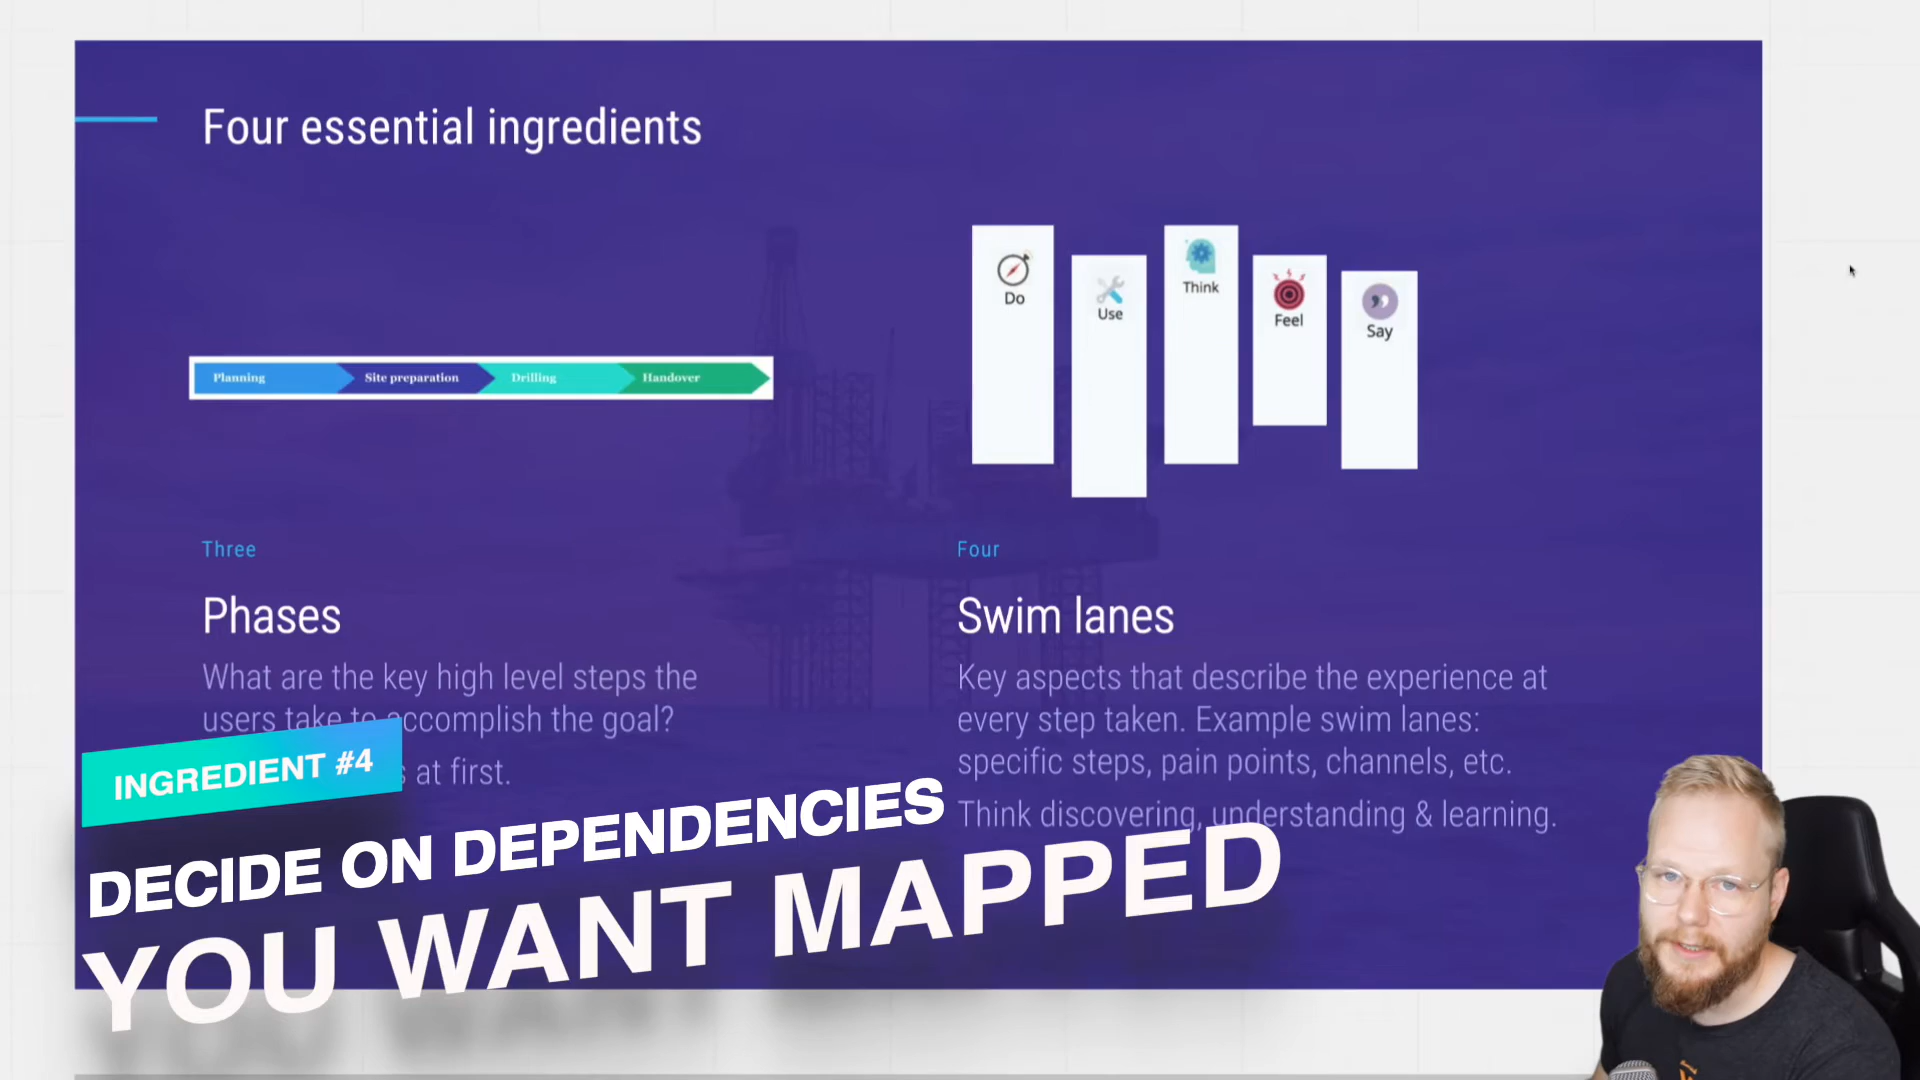 Four essential ingredients
Planning
Site preparation
Drilling
Handover
Do
Use
Think
Feel
Say
Three
Phases
What are the key high level steps the
users take to accomplish the goal?
at first.
Four
Swim lanes
Key aspects that describe the experience at
every step taken. Example swim lanes:
specific steps, pain points, channels, etc.
Think discovering, understanding & learning.
INGREDIENT #4
DECIDE ON DEPENDENCIES
YOU WANT MAPPED